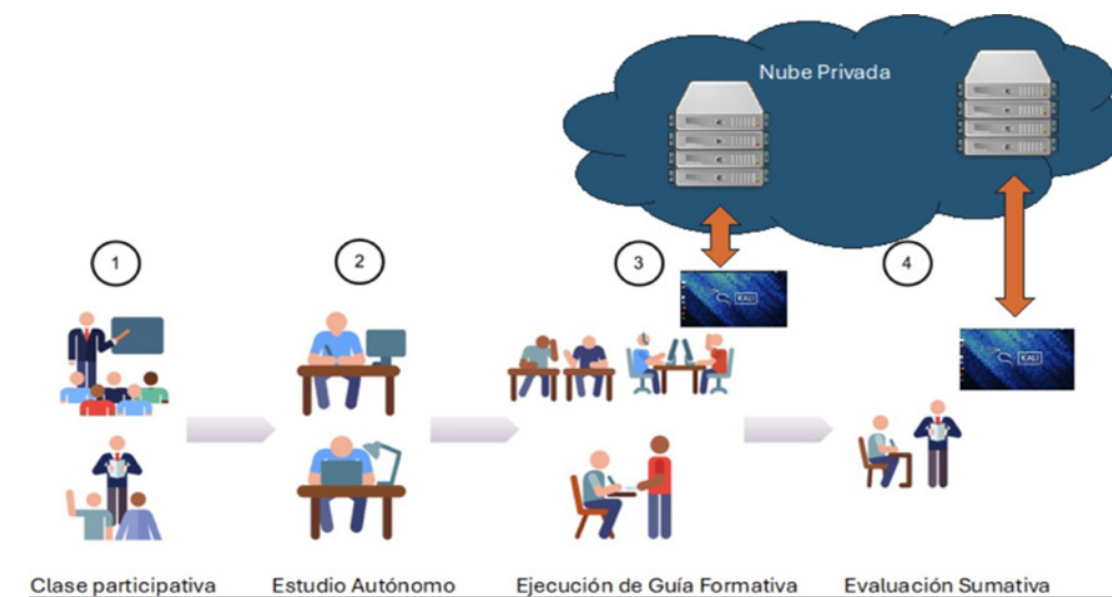 Nube Privada
1
2
3
4
KALI
KALI
Clase participativa
Estudio Autónomo
Ejecución de Guía Formativa
Evaluación Sumativa